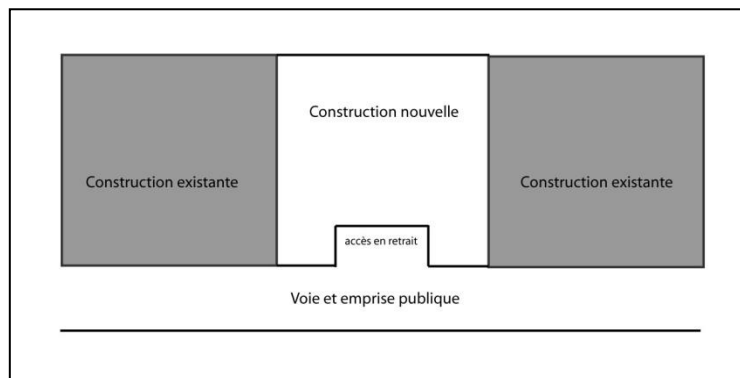 Construction nouvelle
Construction existante
Construction existante
accès en retrait
Voie et emprise publique